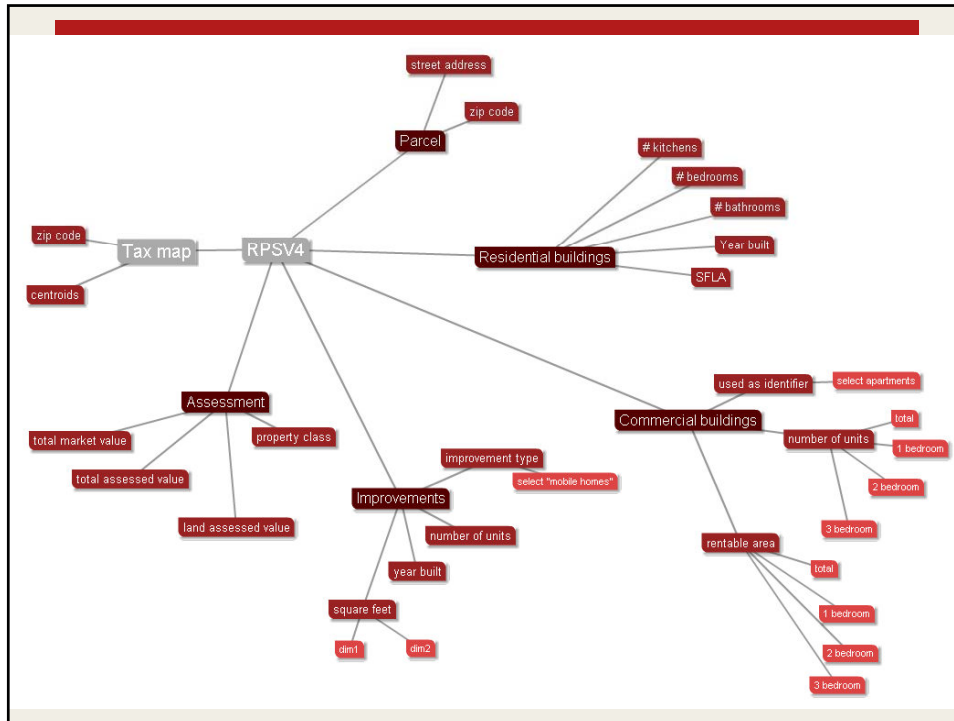 street address
zip code
Parcel
# kitchens
# bedrooms
# bathrooms
Year built
SFLA
Residential buildings
zip code
Tax map
RPSV4
centroids
Assessment
total market value
property class
total assessed value
land assessed value
improvement type
select "mobile homes"
Improvements
number of units
year built
square feet
dim1
dim2
used as identifier
select apartments
Commercial buildings
number of units
total
1 bedroom
2 bedroom
3 bedroom
rentable area
total
1 bedroom
2 bedroom
3 bedroom